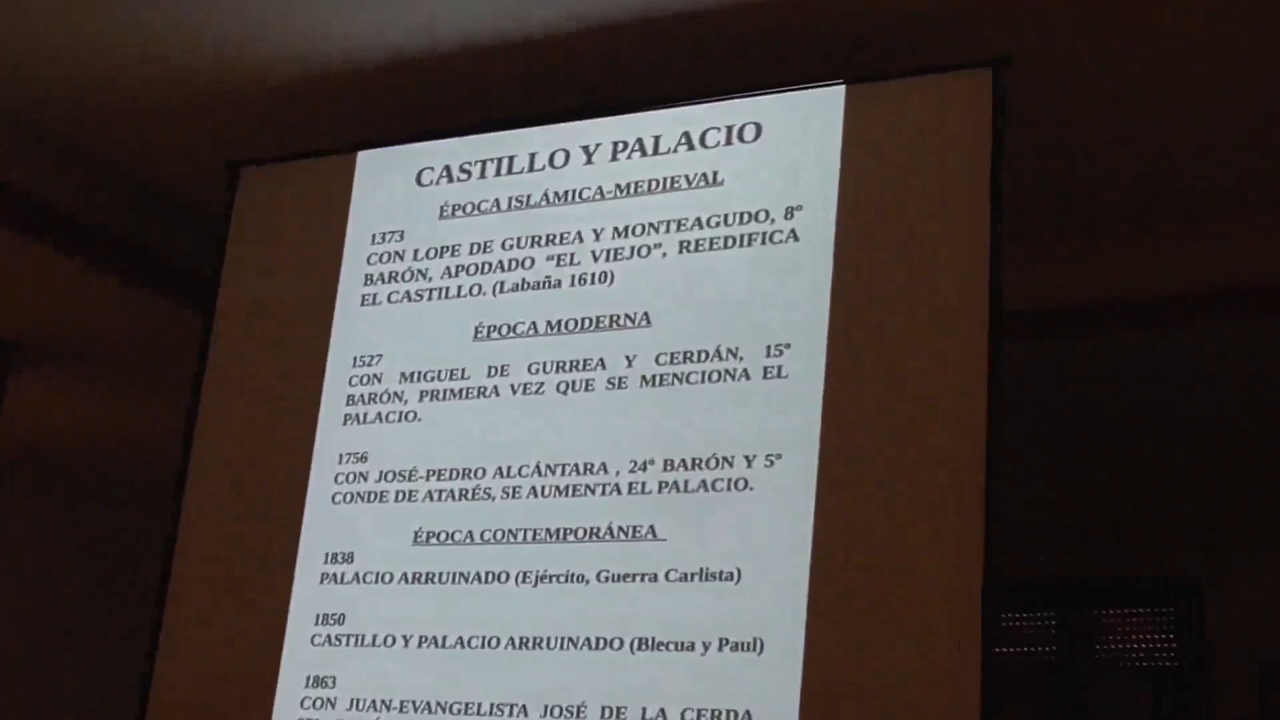 CASTILLO Y PALACIO
ÉPOCA ISLÁMICA-MEDIEVAL
1373
CON LOPE DE GURREA Y MONTEAGUDO, 8º
BARÓN, APODADO “EL VIEJO”, REEDIFICA
EL CASTILLO. (Labaña 1610)
ÉPOCA MODERNA
1527
CON MIGUEL DE GURREA Y CERDÁN, 15º
BARÓN, PRIMERA VEZ QUE SE MENCIONA EL
PALACIO.
1756
CON JOSÉ-PEDRO ALCÁNTARA , 24º BARÓN Y 5º
CONDE DE ATARÉS, SE AUMENTA EL PALACIO.
ÉPOCA CONTEMPORÁNEA
1838
PALACIO ARRUINADO (Ejército, Guerra Carlista)
1850
CASTILLO Y PALACIO ARRUINADO (Blecua y Paul)
1863
CON JUAN-EVANGELISTA JOSÉ DE LA CERDA